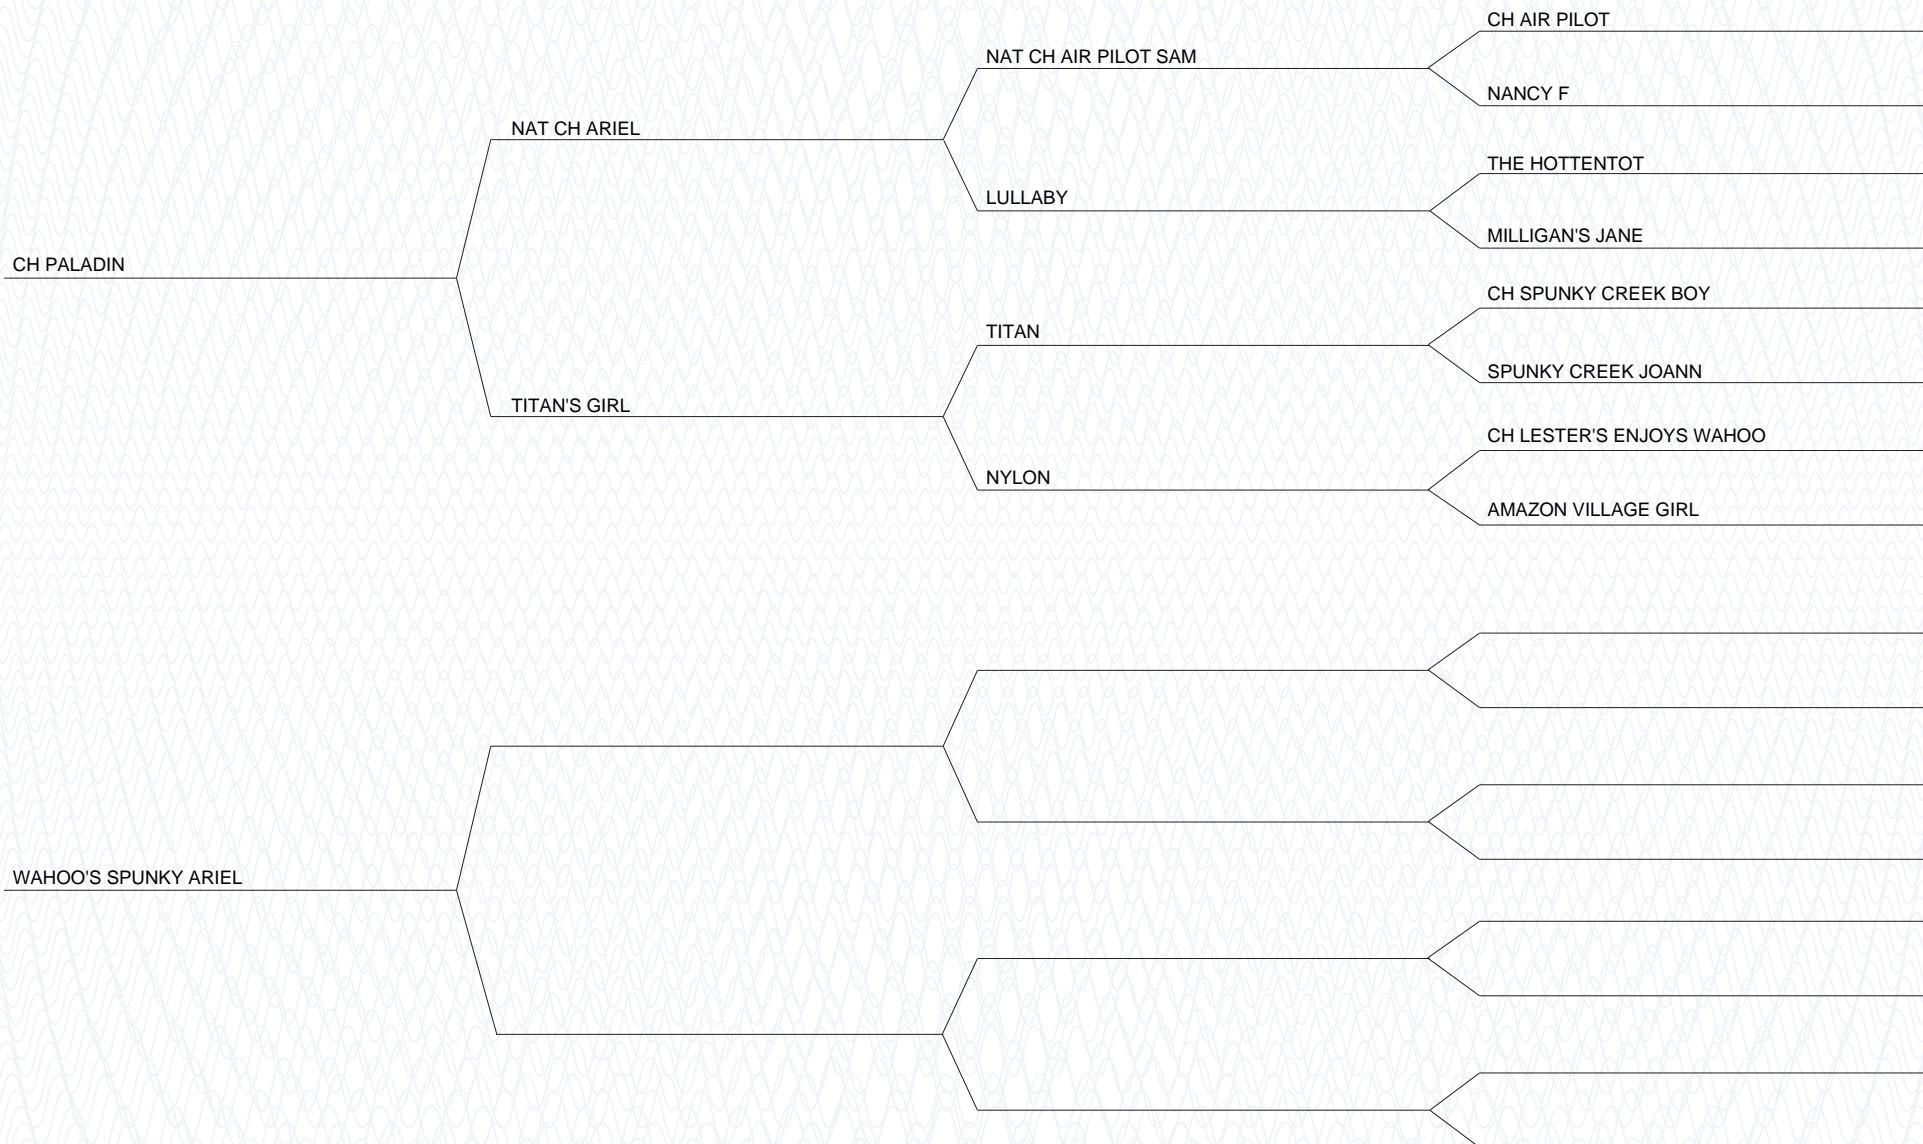 CH AIR PILOT
NAT CH AIR PILOT SAM
NANCY F
NAT CH ARIEL
THE HOTTENTOT
LULLABY
MILLIGAN'S JANE
CH PALADIN
CH SPUNKY CREEK BOY
TITAN
SPUNKY CREEK JOANN
TITAN'S GIRL
CH LESTER'S ENJOYS WAHOO
NYLON
AMAZON VILLAGE GIRL
WAHOO'S SPUNKY ARIEL